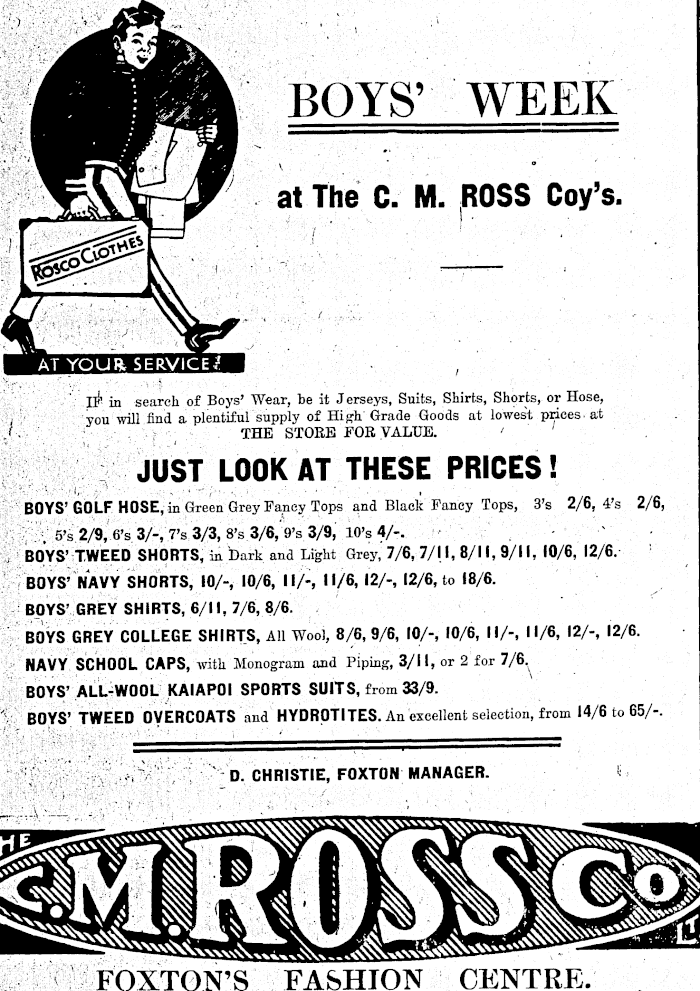 BOYS' WEEK
at The C. M. ROSS Coy's.
ROSCO CLOTHES
AT YOUR SERVICE!
If in search of Boys' Wear, be it Jerseys, Suits, Shirts, Shorts, or Hose,
you will find a plentiful supply of High Grade Goods at lowest prices at
THE STORE FOR VALUE.
JUST LOOK AT THESE PRICES!
BOYS' GOLF HOSE, in Green Grey Fancy Tops and Black Fancy Tops, 3's 2/6, 4's 2/6,
5's 2/9, 6's 3/-, 7's 3/3, 8's 3/6, 9's 3/9, 10's 4/-.
BOYS' TWEED SHORTS, in Dark and Light Grey, 7/6, 7/11, 8/11, 9/11, 10/6, 12/6.
BOYS' NAVY SHORTS, 10/-, 10/6, 11/-, 11/6, 12/-, 12/6, to 18/6.
BOYS' GREY SHIRTS, 6/11, 7/6, 8/6.
BOYS GREY COLLEGE SHIRTS, All Wool, 8/6, 9/6, 10/-, 10/6, 11/-, 11/6, 12/-, 12/6.
NAVY SCHOOL CAPS, with Monogram and Piping, 3/11, or 2 for 7/6.
BOYS' ALL-WOOL KAIAPOI SPORTS SUITS, from 33/9.
BOYS' TWEED OVERCOATS and HYDROTITES. An excellent selection, from 14/6 to 65/-.
D. CHRISTIE, FOXTON MANAGER.
THE
C.M. ROSS Co
FOXTON'S FASHION CENTRE.